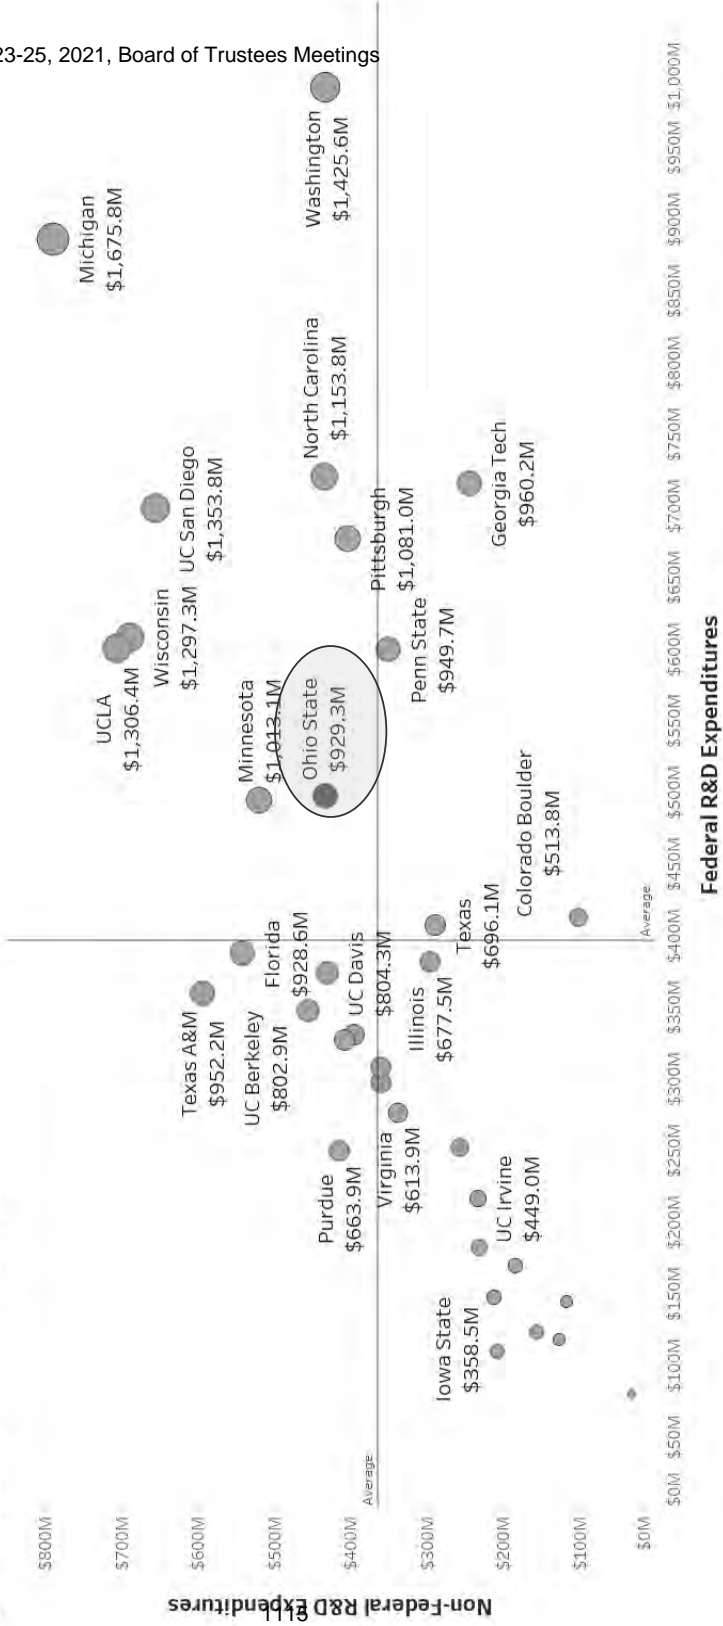 23-25, 2021, Board of Trustees Meetings
Non-Federal R&D Expenditures
1115
$800M
$700M
$600M
$500M
$400M
$300M
$200M
$100M
$0M
Michigan
$1,675.8M
Washington
$1,425.6M
UC San Diego
$1,353.8M
North Carolina
$1,153.8M
UCLA
$1,306.4M
Wisconsin
$1,297.3M
Pittsburgh
$1,081.0M
Georgia Tech
$960.2M
Minnesota
$1,013.1M
Ohio State
$929.3M
Penn State
$949.7M
Texas A&M
$952.2M
Florida
$928.6M
UC Berkeley
$802.9M
UC Davis
$804.3M
Illinois
$677.5M
Texas
$696.1M
Colorado Boulder
$513.8M
Purdue
$663.9M
Virginia
$613.9M
UC Irvine
$449.0M
Iowa State
$358.5M
Average
Average
$0M
$50M
$100M
$150M
$200M
$250M
$300M
$350M
$400M
$450M
$500M
$550M
$600M
$650M
$700M
$750M
$800M
$850M
$900M
$950M
$1,000M
Federal R&D Expenditures